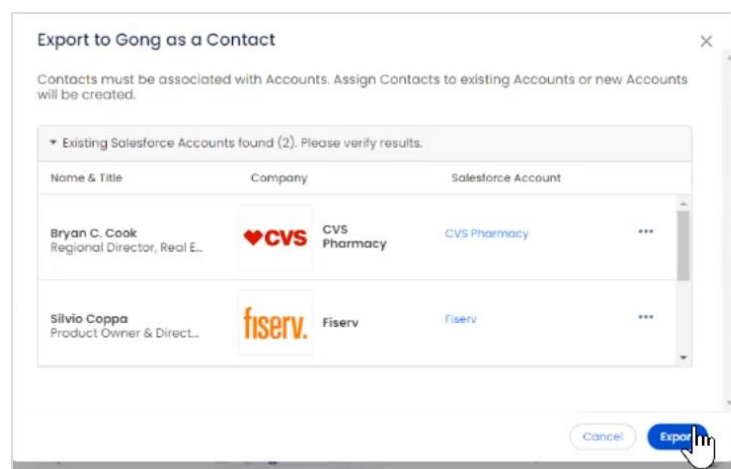 Export to Gong as a Contact
Contacts must be associated with Accounts. Assign Contacts to existing Accounts or new Accounts
will be created.
Existing Salesforce Accounts found (2). Please verify results.
Name & Title Company Salesforce Account
Bryan C. Cook
Regional Director, Real E...
CVS
CVS
Pharmacy
CVS Pharmacy
Silvio Coppa
Product Owner & Direct...
fiserv.
Fiserv
Fiserv
Cancel Export